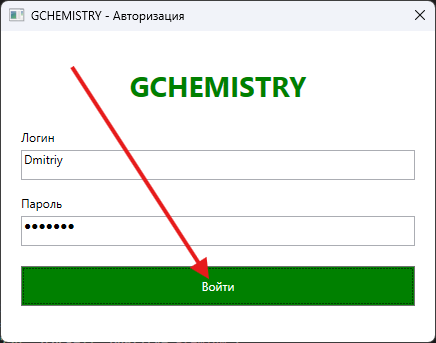 GCHEMISTRY - Авторизация
GCHEMISTRY
Логин
Dmitriy
Пароль
●●●●●●●
Войти